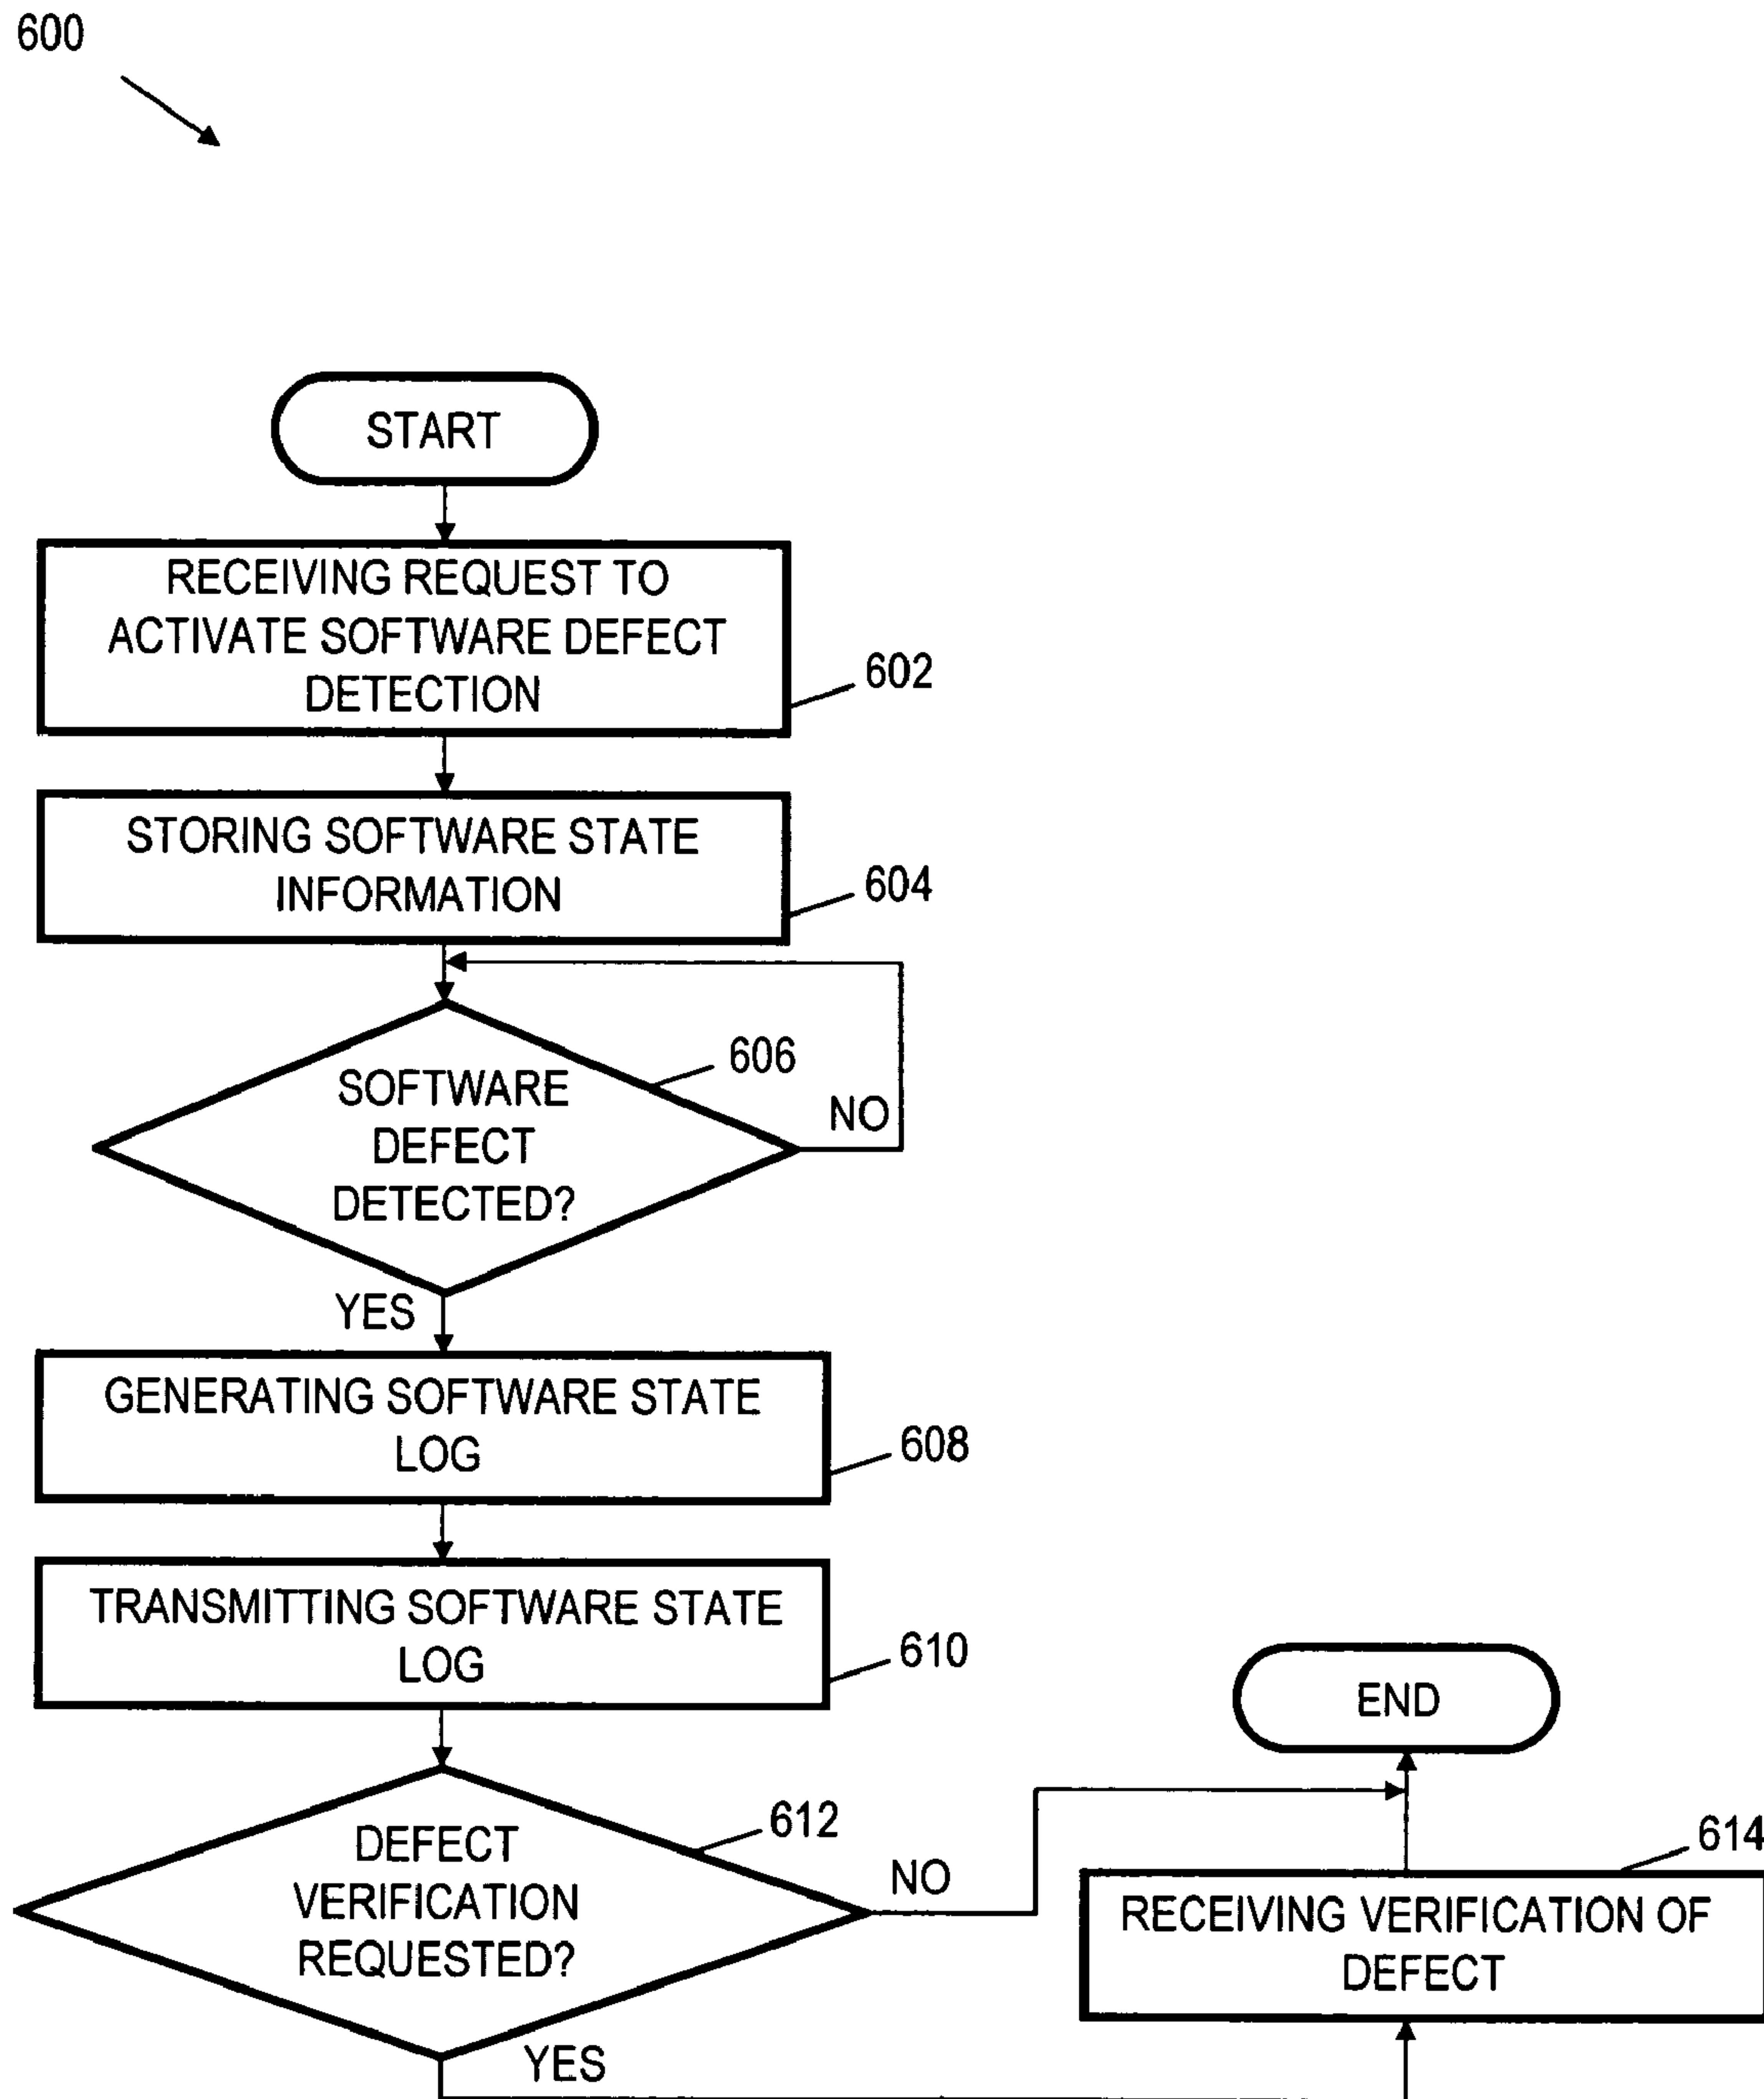 600
START
RECEIVING REQUEST TO
ACTIVATE SOFTWARE DEFECT
DETECTION
602
STORING SOFTWARE STATE
INFORMATION
604
606
SOFTWARE
DEFECT
DETECTED?
NO
YES
GENERATING SOFTWARE STATE
LOG
608
TRANSMITTING SOFTWARE STATE
LOG
610
END
612
DEFECT
VERIFICATION
REQUESTED?
NO
614
RECEIVING VERIFICATION OF
DEFECT
YES